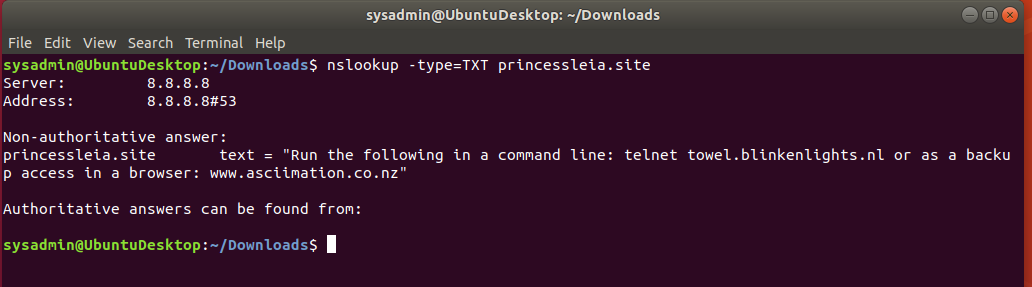 sysadmin@UbuntuDesktop: ~/Downloads
File Edit View Search Terminal Help
sysadmin@UbuntuDesktop:~/Downloads$ nslookup -type=TXT princessleia.site
Server:         8.8.8.8
Address:        8.8.8.8#53
Non-authoritative answer:
princessleia.site       text = "Run the following in a command line: telnet towel.blinkenlights.nl or as a backu
p access in a browser: www.asciimation.co.nz"
Authoritative answers can be found from:
sysadmin@UbuntuDesktop:~/Downloads$